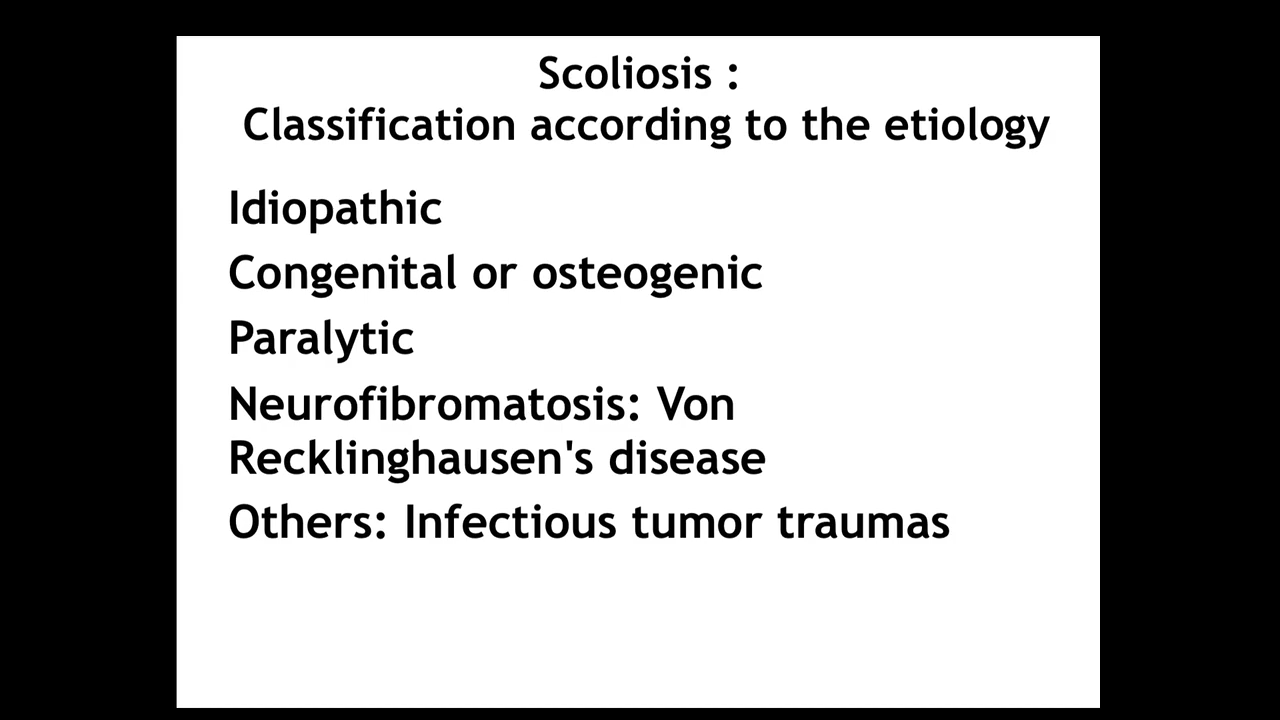 Scoliosis :
Classification according to the etiology
Idiopathic
Congenital or osteogenic
Paralytic
Neurofibromatosis: Von
Recklinghausen's disease
Others: Infectious tumor traumas